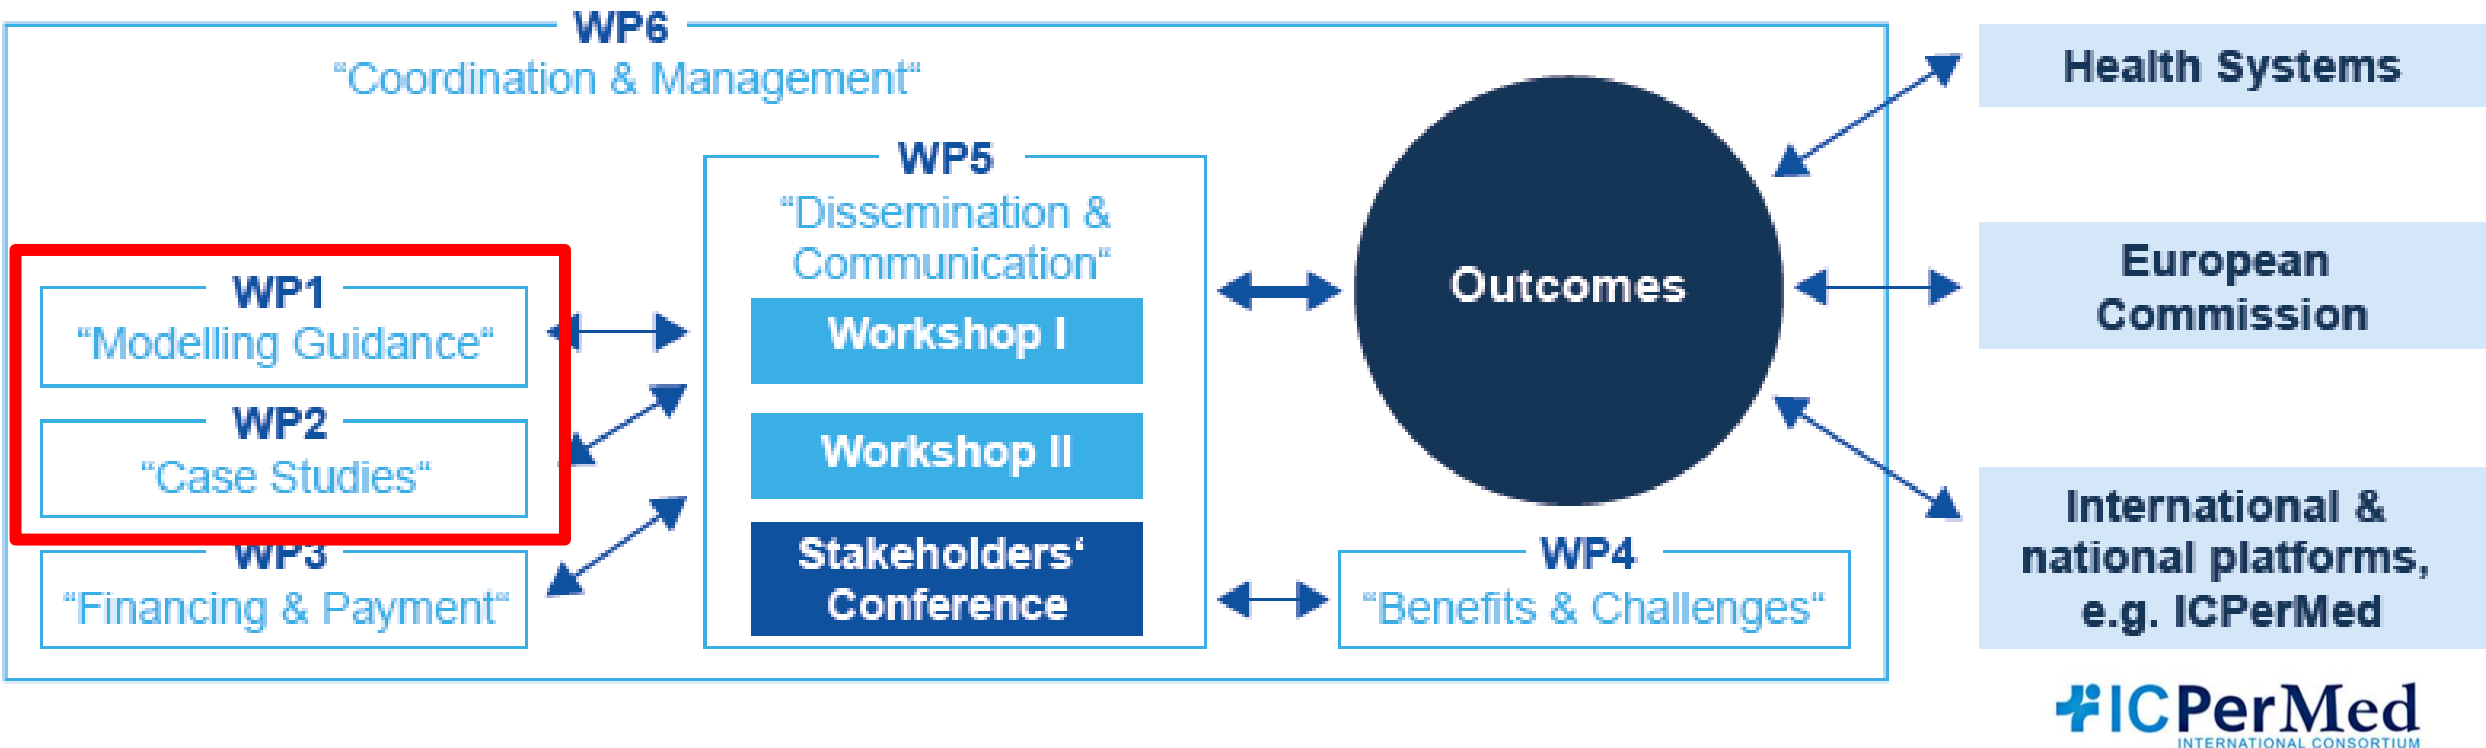 WP6
“Coordination & Management“
WP5
“Dissemination &
Communication“
Workshop I
Workshop II
Stakeholders‘
Conference
WP1
“Modelling Guidance“
WP2
“Case Studies“
WP3
“Financing & Payment“
Outcomes
WP4
“Benefits & Challenges“
Health Systems
European
Commission
International &
national platforms,
e.g. ICPerMed
ICPerMed
INTERNATIONAL CONSORTIUM